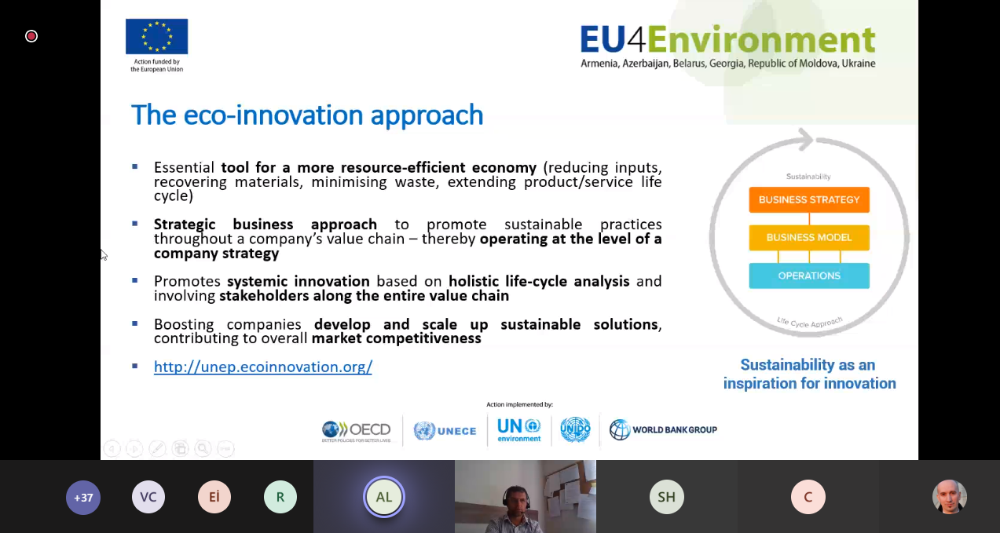 Action funded by
the European Union
EU4Environment
Armenia, Azerbaijan, Belarus, Georgia, Republic of Moldova, Ukraine
The eco-innovation approach
▪ Essential tool for a more resource-efficient economy (reducing inputs,
recovering materials, minimising waste, extending product/service life
cycle)
▪ Strategic business approach to promote sustainable practices
throughout a company's value chain – thereby operating at the level of a
company strategy
▪ Promotes systemic innovation based on holistic life-cycle analysis and
involving stakeholders along the entire value chain
▪ Boosting companies develop and scale up sustainable solutions,
contributing to overall market competitiveness
▪ http://unep.ecoinnovation.org/
Sustainability
BUSINESS STRATEGY
BUSINESS MODEL
OPERATIONS
Life Cycle Approach
Sustainability as an
inspiration for innovation
Action implemented by:
OECD
BETTER POLICIES FOR BETTER LIVES
UNECE
UN
environment
UNIDO
WORLD BANK GROUP
+37
VC
Eİ
R
AL
SH
C